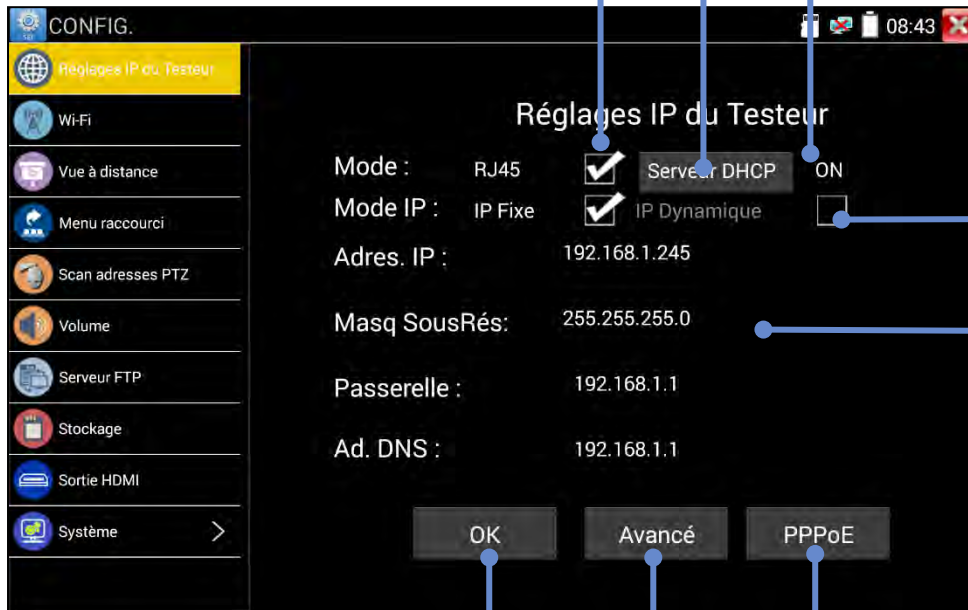 CONFIG.
08:43
Réglages IP du Testeur
Wi-Fi
Vue à distance
Menu raccourci
Scan adresses PTZ
Volume
Serveur FTP
Stockage
Sortie HDMI
Système
Réglages IP du Testeur
Mode : RJ45 Serveur DHCP ON
Mode IP : IP Fixe IP Dynamique
Adres. IP : 192.168.1.245
Masq SousRés: 255.255.255.0
Passerelle : 192.168.1.1
Ad. DNS : 192.168.1.1
OK Avancé PPPoE